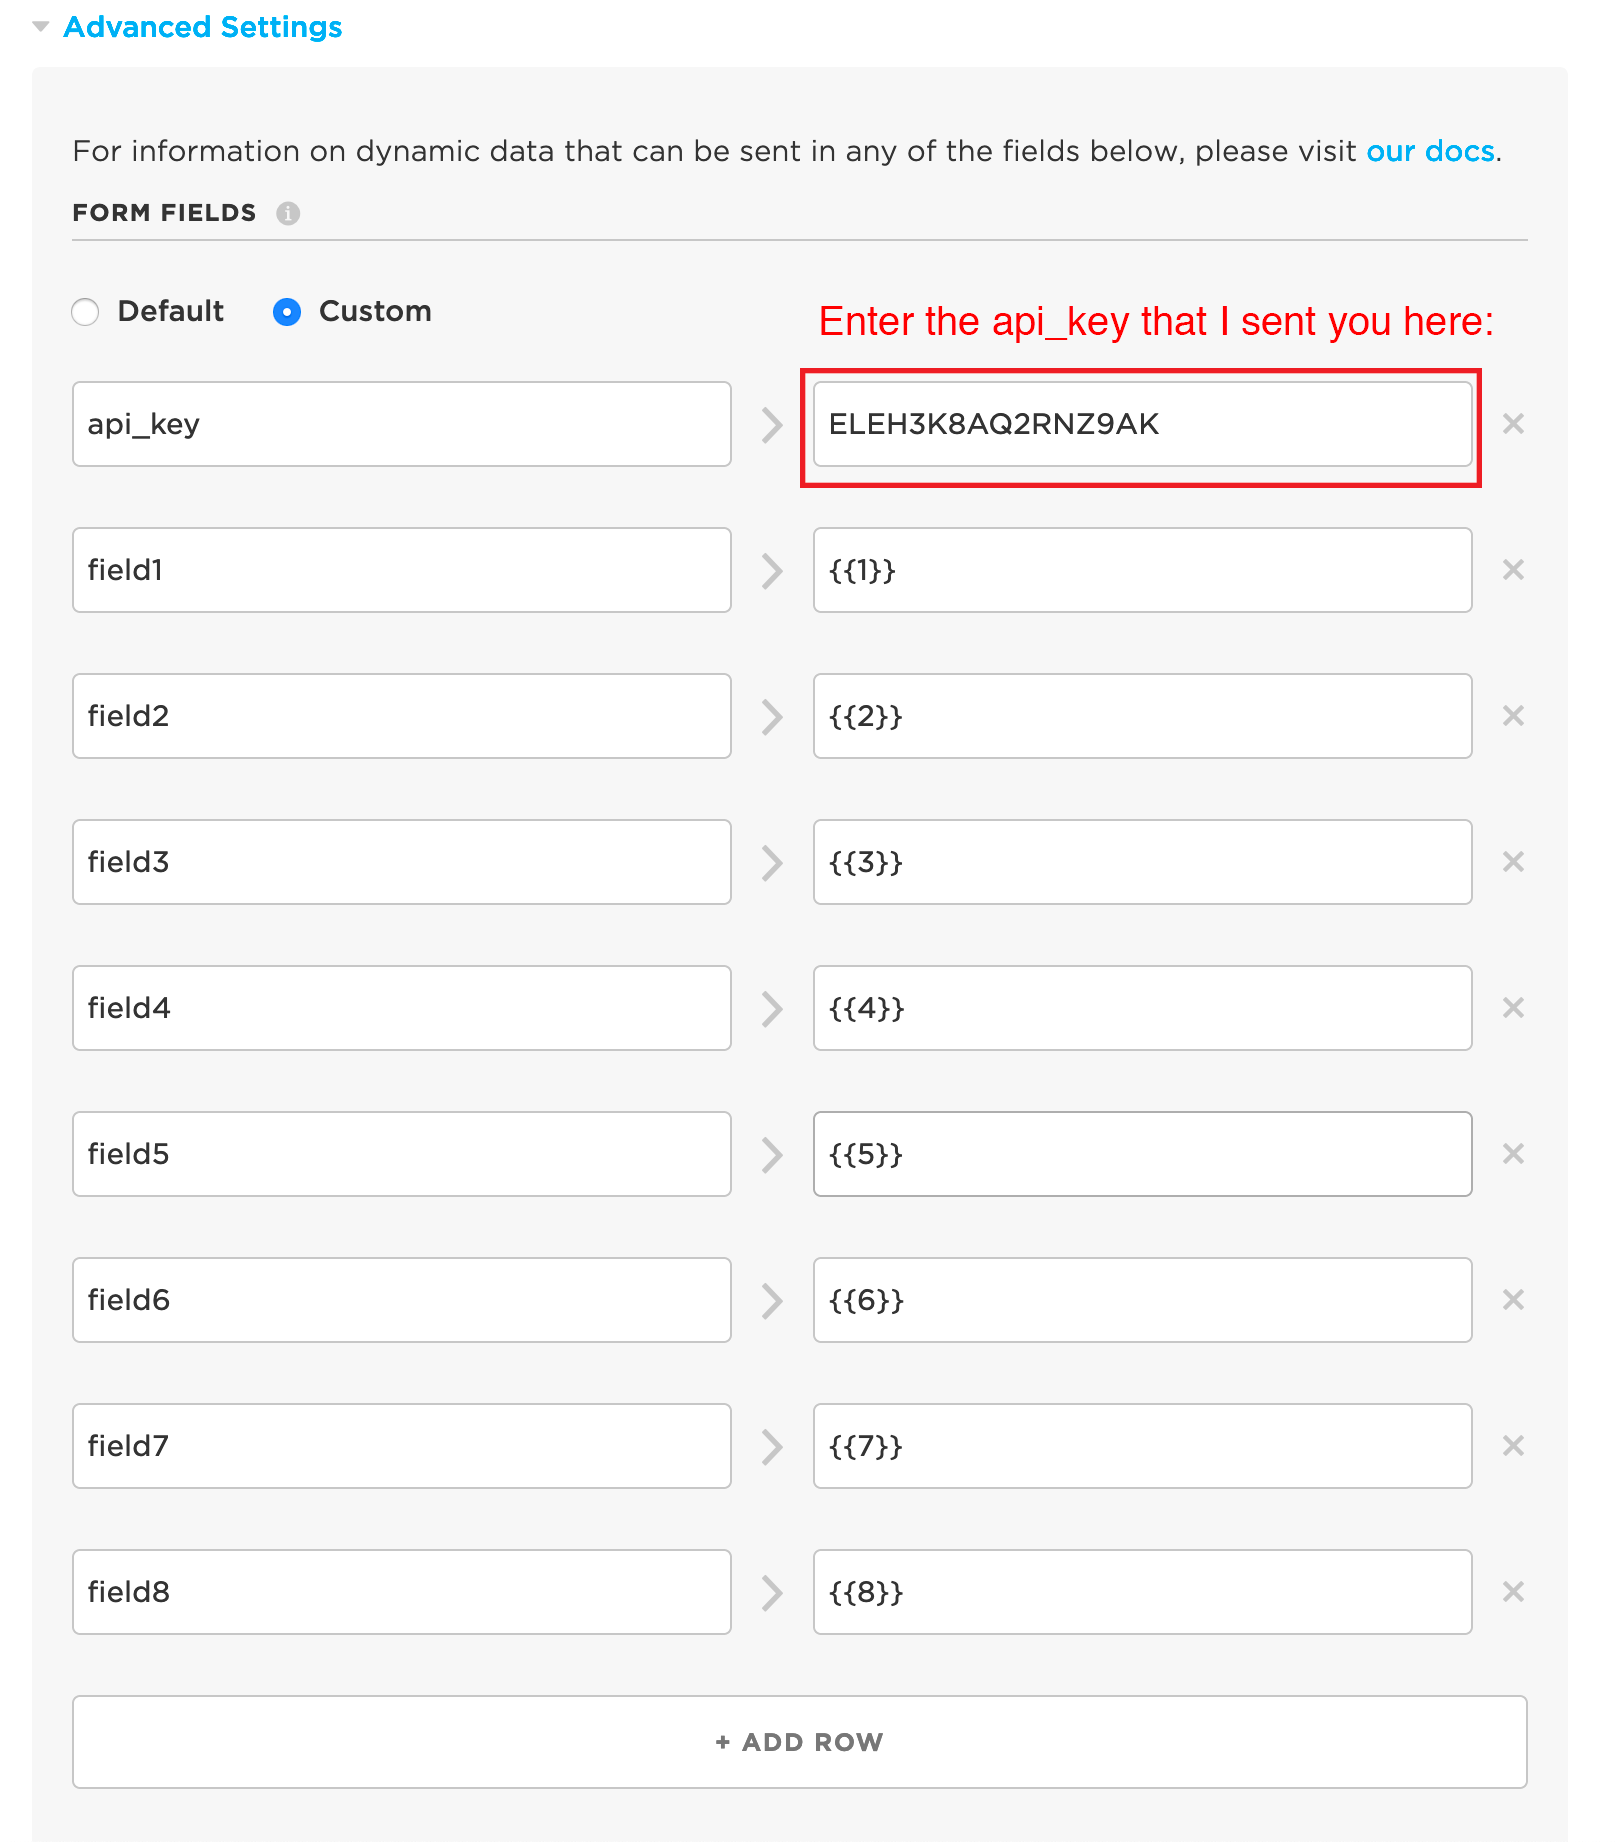 Advanced Settings
For information on dynamic data that can be sent in any of the fields below, please visit our docs.
FORM FIELDS
Default
Custom
Enter the api_key that I sent you here:
api_key
ELEH3K8AQ2RNZ9AK
field1
{{1}}
field2
{{2}}
field3
{{3}}
field4
{{4}}
field5
{{5}}
field6
{{6}}
field7
{{7}}
field8
{{8}}
+ ADD ROW